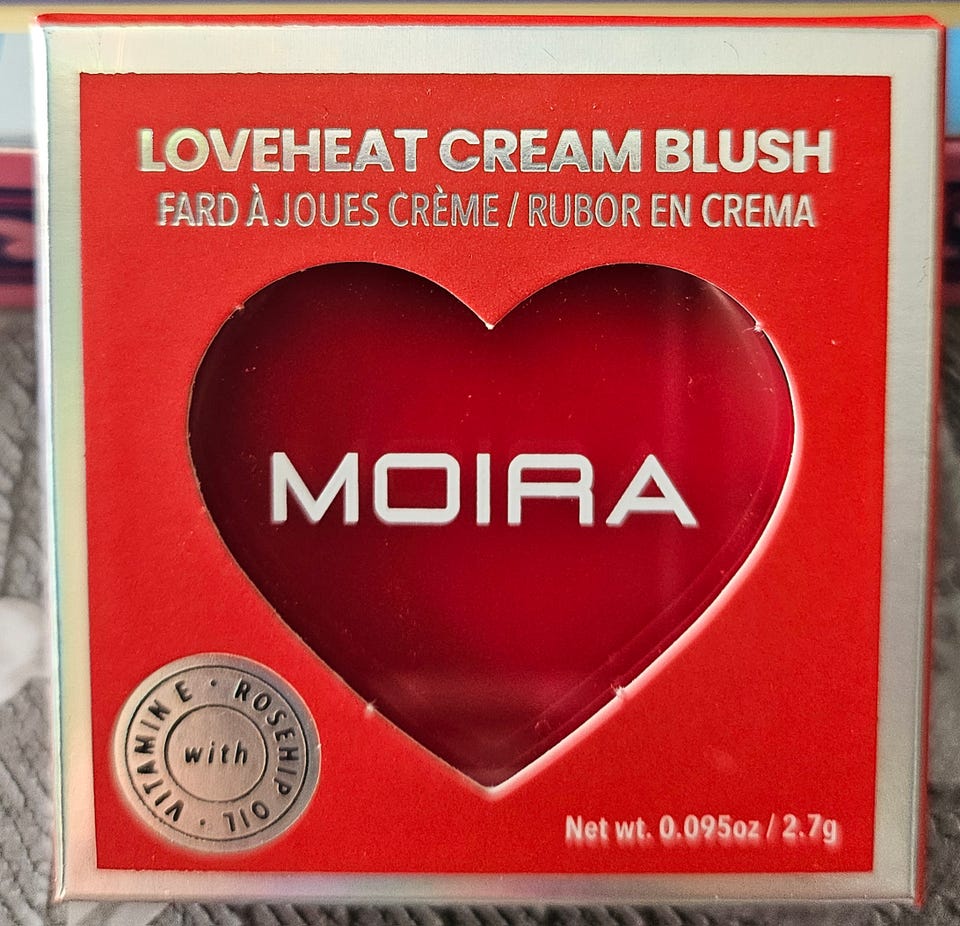 LOVEHEAT CREAM BLUSH
FARD À JOUES CRÈME / RUBOR EN CREMA
MOIRA
VITAMIN E · ROSEHIP OIL ·
with
Net wt. 0.095oz / 2.7g